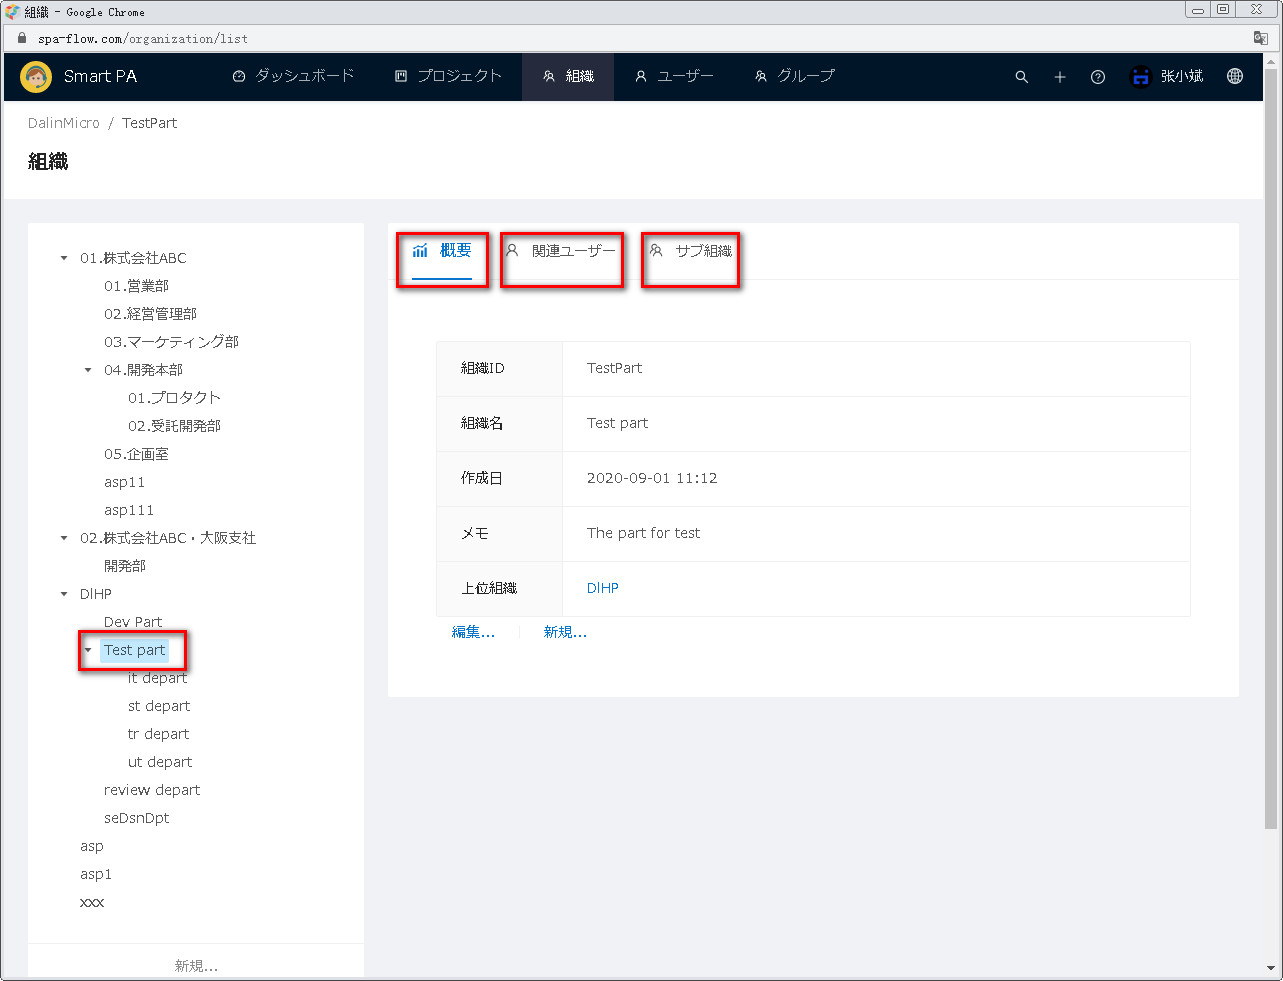 組織 - Google Chrome
spa-flow.com/organization/list
Smart PA ダッシュボード プロジェクト 組織 ユーザー グループ 张小斌
DalinMicro / TestPart
組織
01.株式会社ABC
01.営業部
02.経営管理部
03.マーケティング部
04.開発本部
01.プロタクト
02.受託開発部
05.企画室
asp11
asp111
02.株式会社ABC・大阪支社
開発部
DlHP
Dev Part
Test part
it depart
st depart
tr depart
ut depart
review depart
seDsnDpt
asp
asp1
xxx
新規...
概要 関連ユーザー サブ組織
組織ID TestPart
組織名 Test part
作成日 2020-09-01 11:12
メモ The part for test
上位組織 DlHP
編集... 新規...